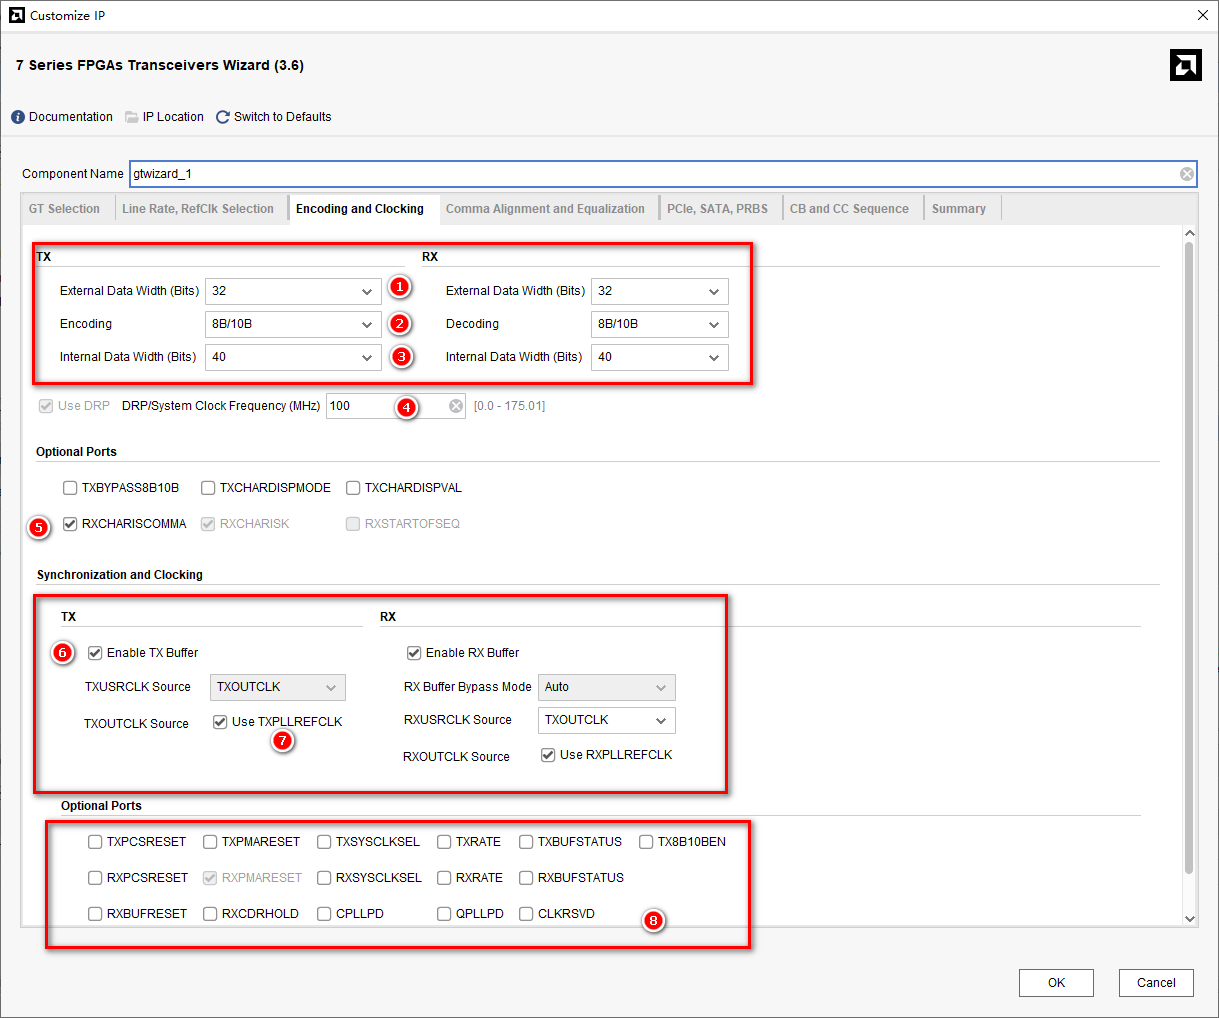 Customize IP
7 Series FPGAs Transceivers Wizard (3.6)
Documentation IP Location Switch to Defaults
Component Name gtwizard_1
GT Selection Line Rate, RefClk Selection Encoding and Clocking Comma Alignment and Equalization PCIe, SATA, PRBS CB and CC Sequence Summary
TX RX
External Data Width (Bits) 32 1 External Data Width (Bits) 32
Encoding 8B/10B 2 Decoding 8B/10B
Internal Data Width (Bits) 40 3 Internal Data Width (Bits) 40
Use DRP DRP/System Clock Frequency (MHz) 100 4 [0.0 - 175.01]
Optional Ports
TXBYPASS8B10B TXCHARDISPMODE TXCHARDISPVAL
5 RXCHARISCOMMA RXCHARISK RXSTARTOFSEQ
Synchronization and Clocking
TX RX
6 Enable TX Buffer Enable RX Buffer
TXUSRCLK Source TXOUTCLK RX Buffer Bypass Mode Auto
TXOUTCLK Source Use TXPLLREFCLK RXUSRCLK Source TXOUTCLK
7
RXOUTCLK Source Use RXPLLREFCLK
Optional Ports
TXPCSRESET TXPMARESET TXSYSCLKSEL TXRATE TXBUFSTATUS TX8B10BEN
RXPCSRESET RXPMARESET RXSYSCLKSEL RXRATE RXBUFSTATUS
RXBUFRESET RXCDRHOLD CPLLPD QPLLPD CLKRSVD 8
OK Cancel